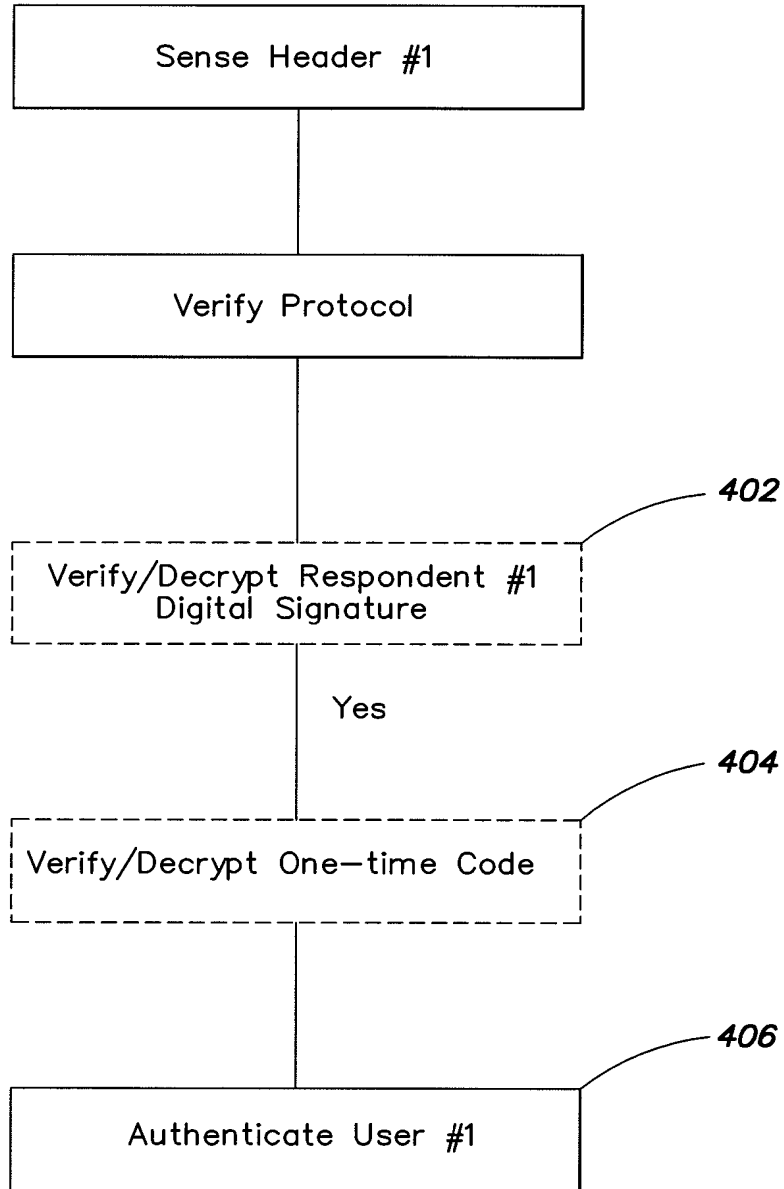 Sense Header #1
Verify Protocol
402
Verify/Decrypt Respondent #1
Digital Signature
Yes
404
Verify/Decrypt One-time Code
406
Authenticate User #1